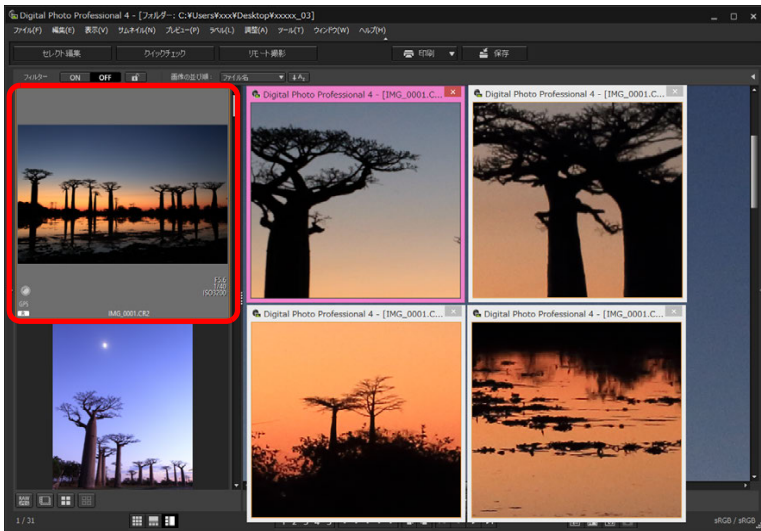 Digital Photo Professional 4 - [フォルダー: C:¥Users¥xxx¥Desktop¥xxxxx_03]
ファイル(F) 編集(E) 表示(V) サムネイル(N) プレビュー(P) ラベル(L) 調整(A) ツール(T) ウィンドウ(W) ヘルプ(H)
セレクト編集 クイックチェック リモート撮影 印刷 保存
フィルター ON OFF 画像の並び順: ファイル名
Digital Photo Professional 4 - [IMG_0001.C...
Digital Photo Professional 4 - [IMG_0001.C...
F5.6
1/40
ISO3200
GPS
R IMG_0001.CR2
Digital Photo Professional 4 - [IMG_0001.C...
Digital Photo Professional 4 - [IMG_0001.C...
1 / 31
sRGB / sRGB